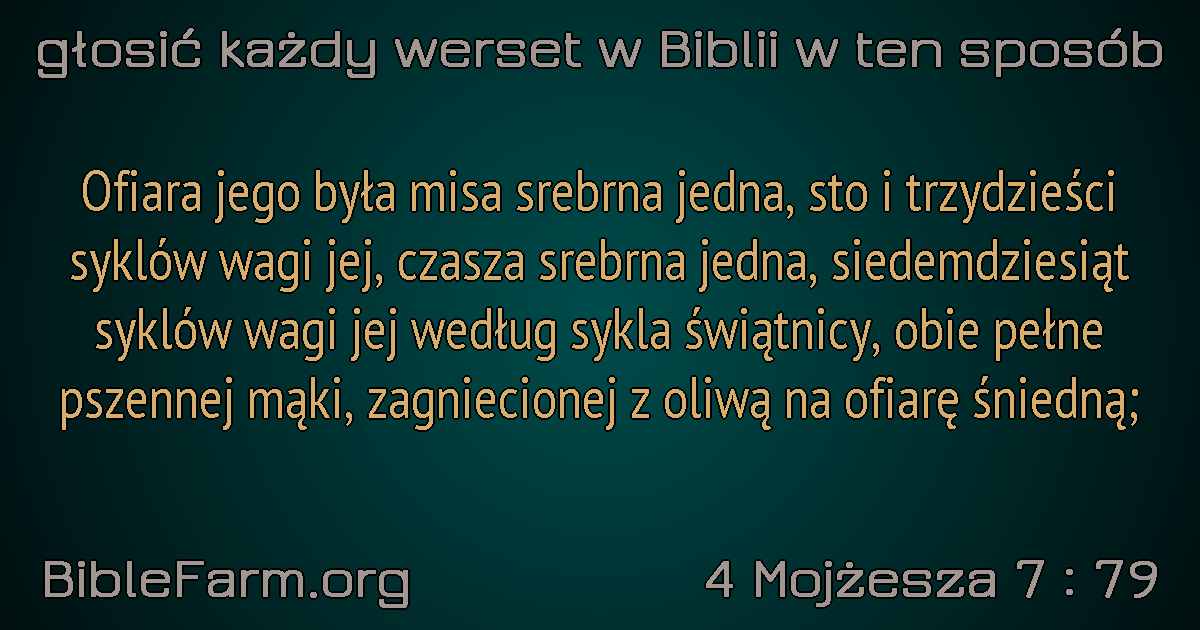 głosić każdy werset w Biblii w ten sposób
Ofiara jego była misa srebrna jedna, sto i trzydzieści
syklów wagi jej, czasza srebrna jedna, siedemdziesiąt
syklów wagi jej według sykla świątnicy, obie pełne
pszennej mąki, zagniecionej z oliwą na ofiarę śniedną;
BibleFarm.org
4 Mojżesza 7 : 79